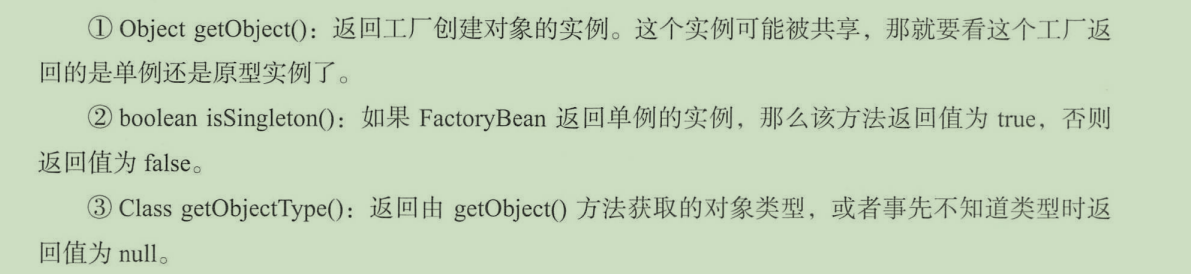 ① Object getObject()：返回工厂创建对象的实例。这个实例可能被共享，那就要看这个工厂返
回的是单例还是原型实例了。
② boolean isSingleton()：如果 FactoryBean 返回单例的实例，那么该方法返回值为 true，否则
返回值为 false。
③ Class getObjectType()：返回由 getObject() 方法获取的对象类型，或者事先不知道类型时返
回值为 null。